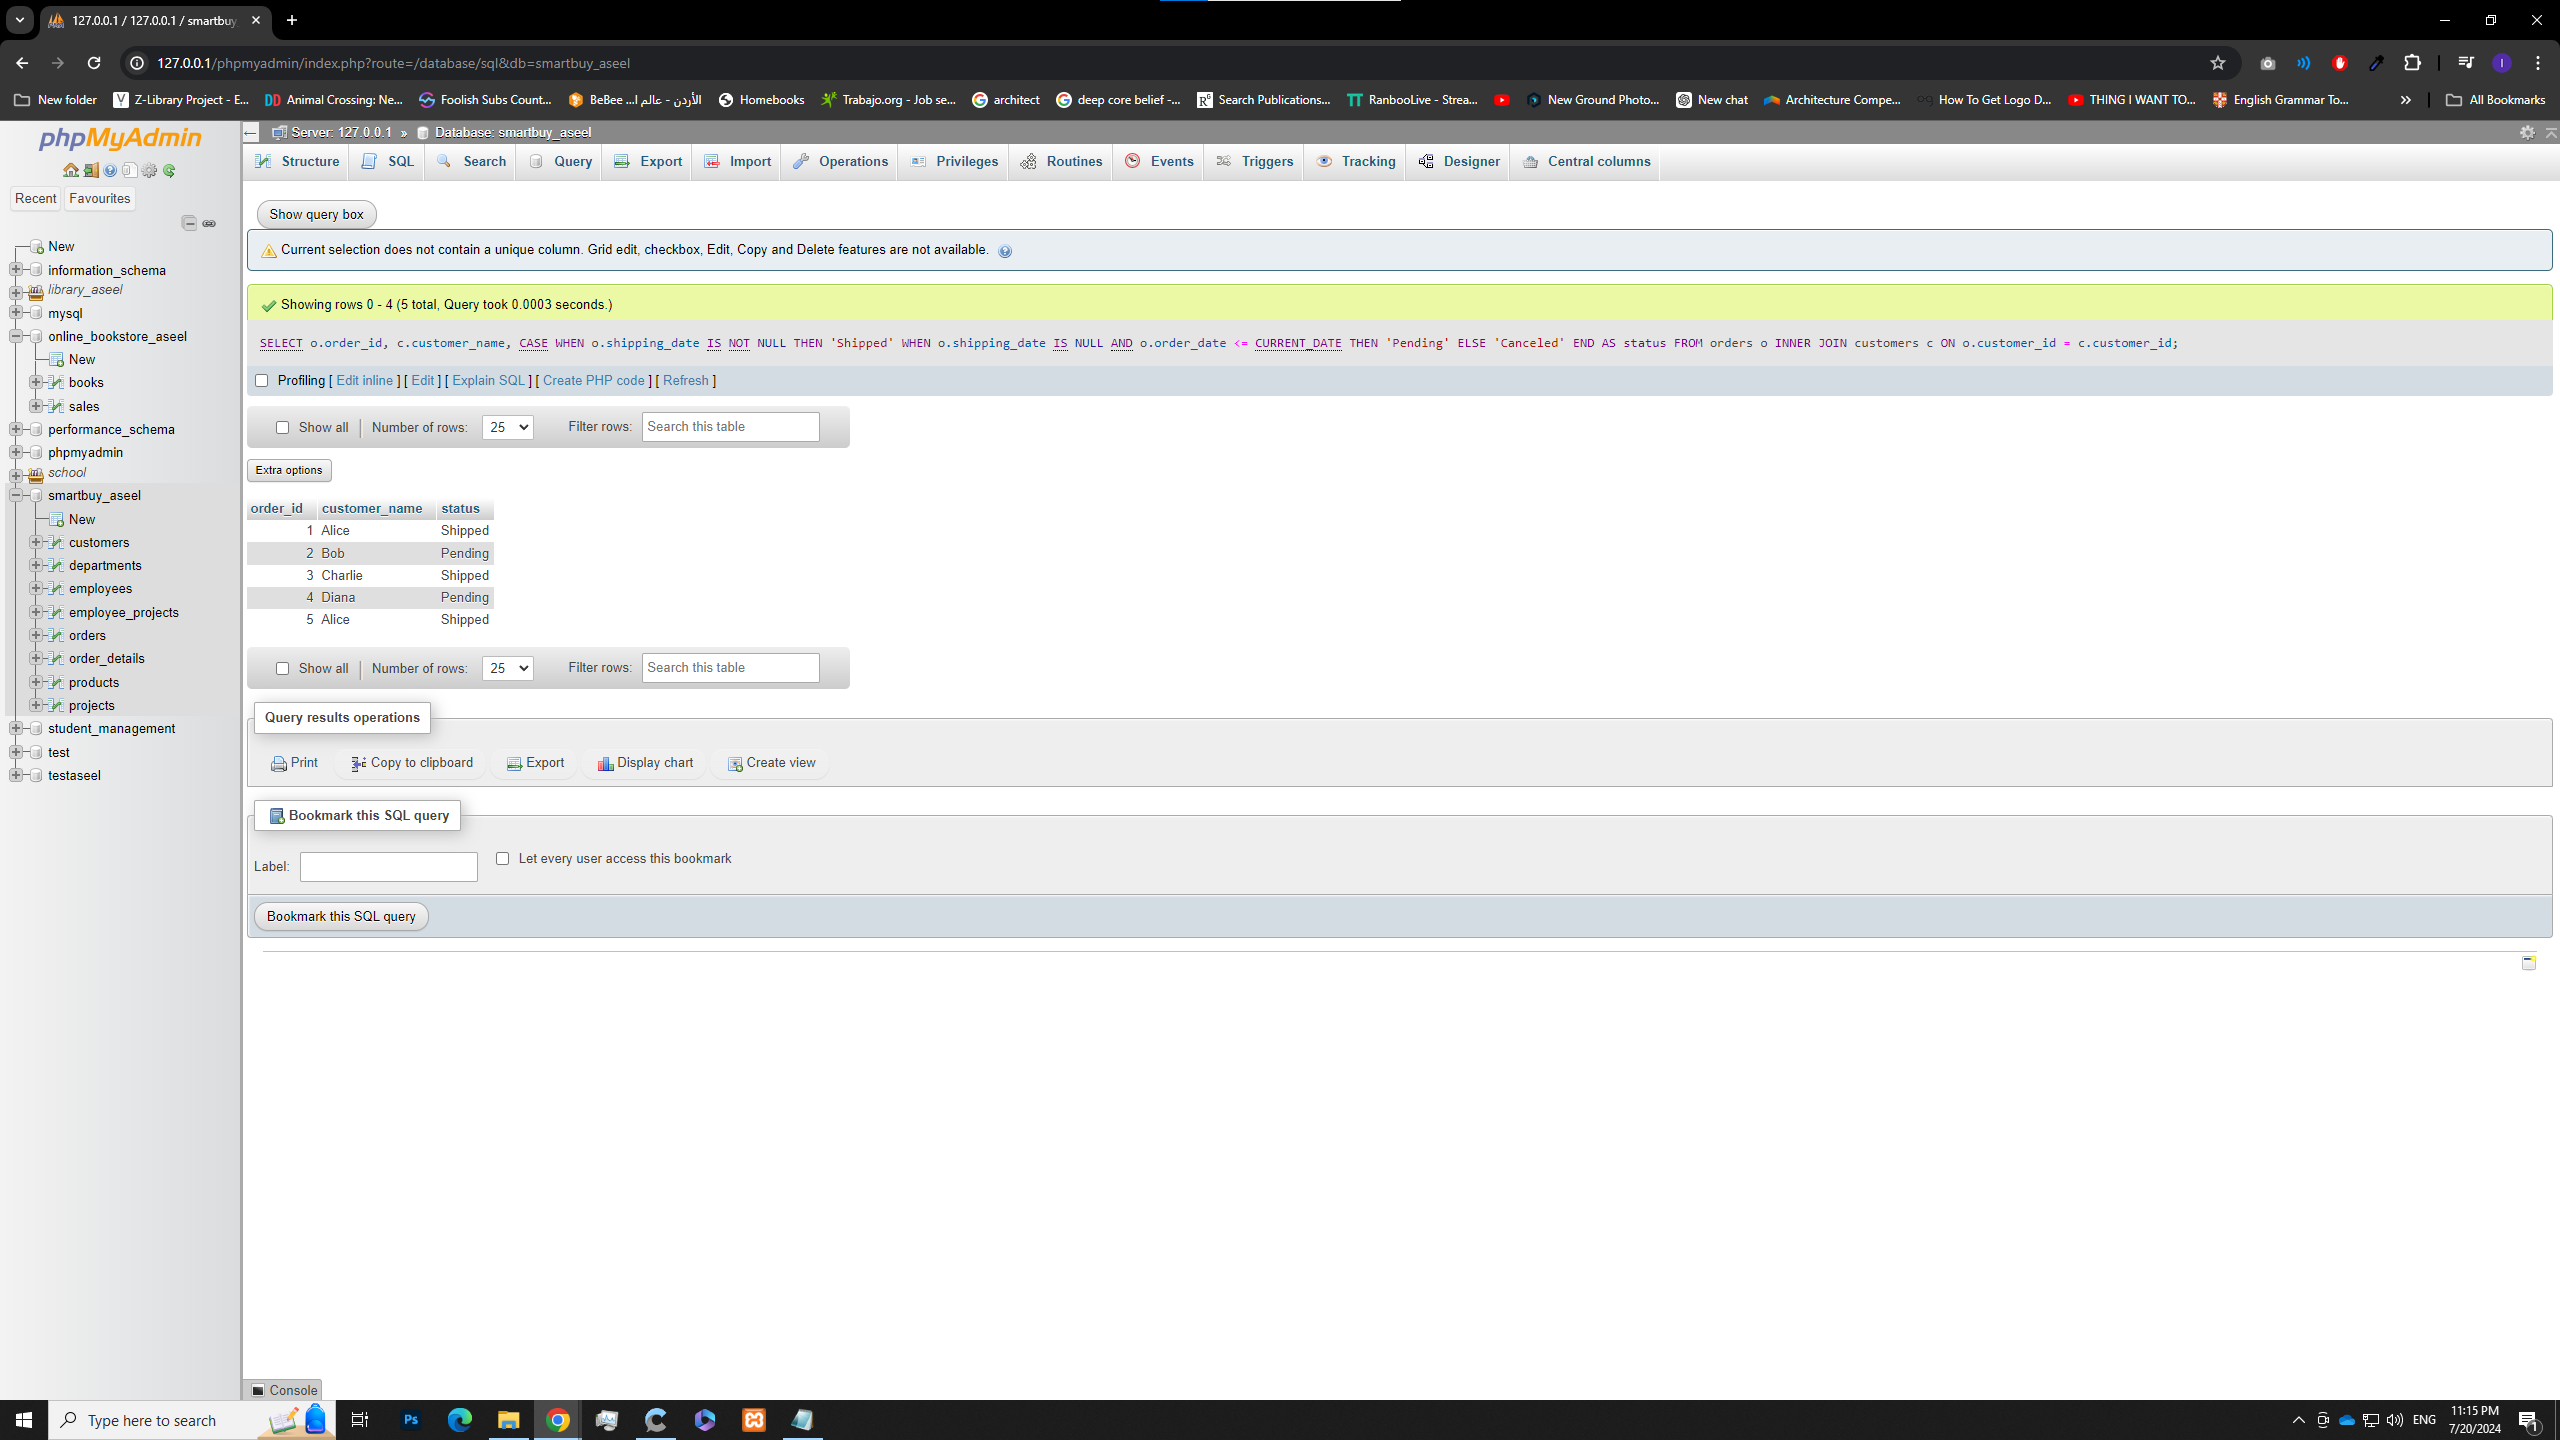 127.0.0.1 / 127.0.0.1 / smartbuy
127.0.0.1/phpmyadmin/index.php?route=/database/sql&db=smartbuy_aseel
New folder
Z-Library Project - E...
Animal Crossing: Ne...
Foolish Subs Count...
BeBee ... الأردن - عالم ا
Homebooks
Trabajo.org - Job se...
architect
deep core belief -...
Search Publications...
RanbooLive - Strea...
New Ground Photo...
New chat
Architecture Compe...
How To Get Logo D...
THING I WANT TO...
English Grammar To...
All Bookmarks
phpMyAdmin
Recent
Favourites
New
information_schema
library_aseel
mysql
online_bookstore_aseel
New
books
sales
performance_schema
phpmyadmin
school
smartbuy_aseel
New
customers
departments
employees
employee_projects
orders
order_details
products
projects
student_management
test
testaseel
Server: 127.0.0.1 » Database: smartbuy_aseel
Structure
SQL
Search
Query
Export
Import
Operations
Privileges
Routines
Events
Triggers
Tracking
Designer
Central columns
Show query box
Current selection does not contain a unique column. Grid edit, checkbox, Edit, Copy and Delete features are not available.
Showing rows 0 - 4 (5 total, Query took 0.0003 seconds.)
SELECT o.order_id, c.customer_name, CASE WHEN o.shipping_date IS NOT NULL THEN 'Shipped' WHEN o.shipping_date IS NULL AND o.order_date <= CURRENT_DATE THEN 'Pending' ELSE 'Canceled' END AS status FROM orders o INNER JOIN customers c ON o.customer_id = c.customer_id;
Profiling [ Edit inline ] [ Edit ] [ Explain SQL ] [ Create PHP code ] [ Refresh ]
Show all | Number of rows: 25 Filter rows: Search this table
Extra options
order_id customer_name status
1 Alice Shipped
2 Bob Pending
3 Charlie Shipped
4 Diana Pending
5 Alice Shipped
Show all | Number of rows: 25 Filter rows: Search this table
Query results operations
Print
Copy to clipboard
Export
Display chart
Create view
Bookmark this SQL query
Label:
Let every user access this bookmark
Bookmark this SQL query
Console
Type here to search
Ps
ENG
11:15 PM
7/20/2024
1